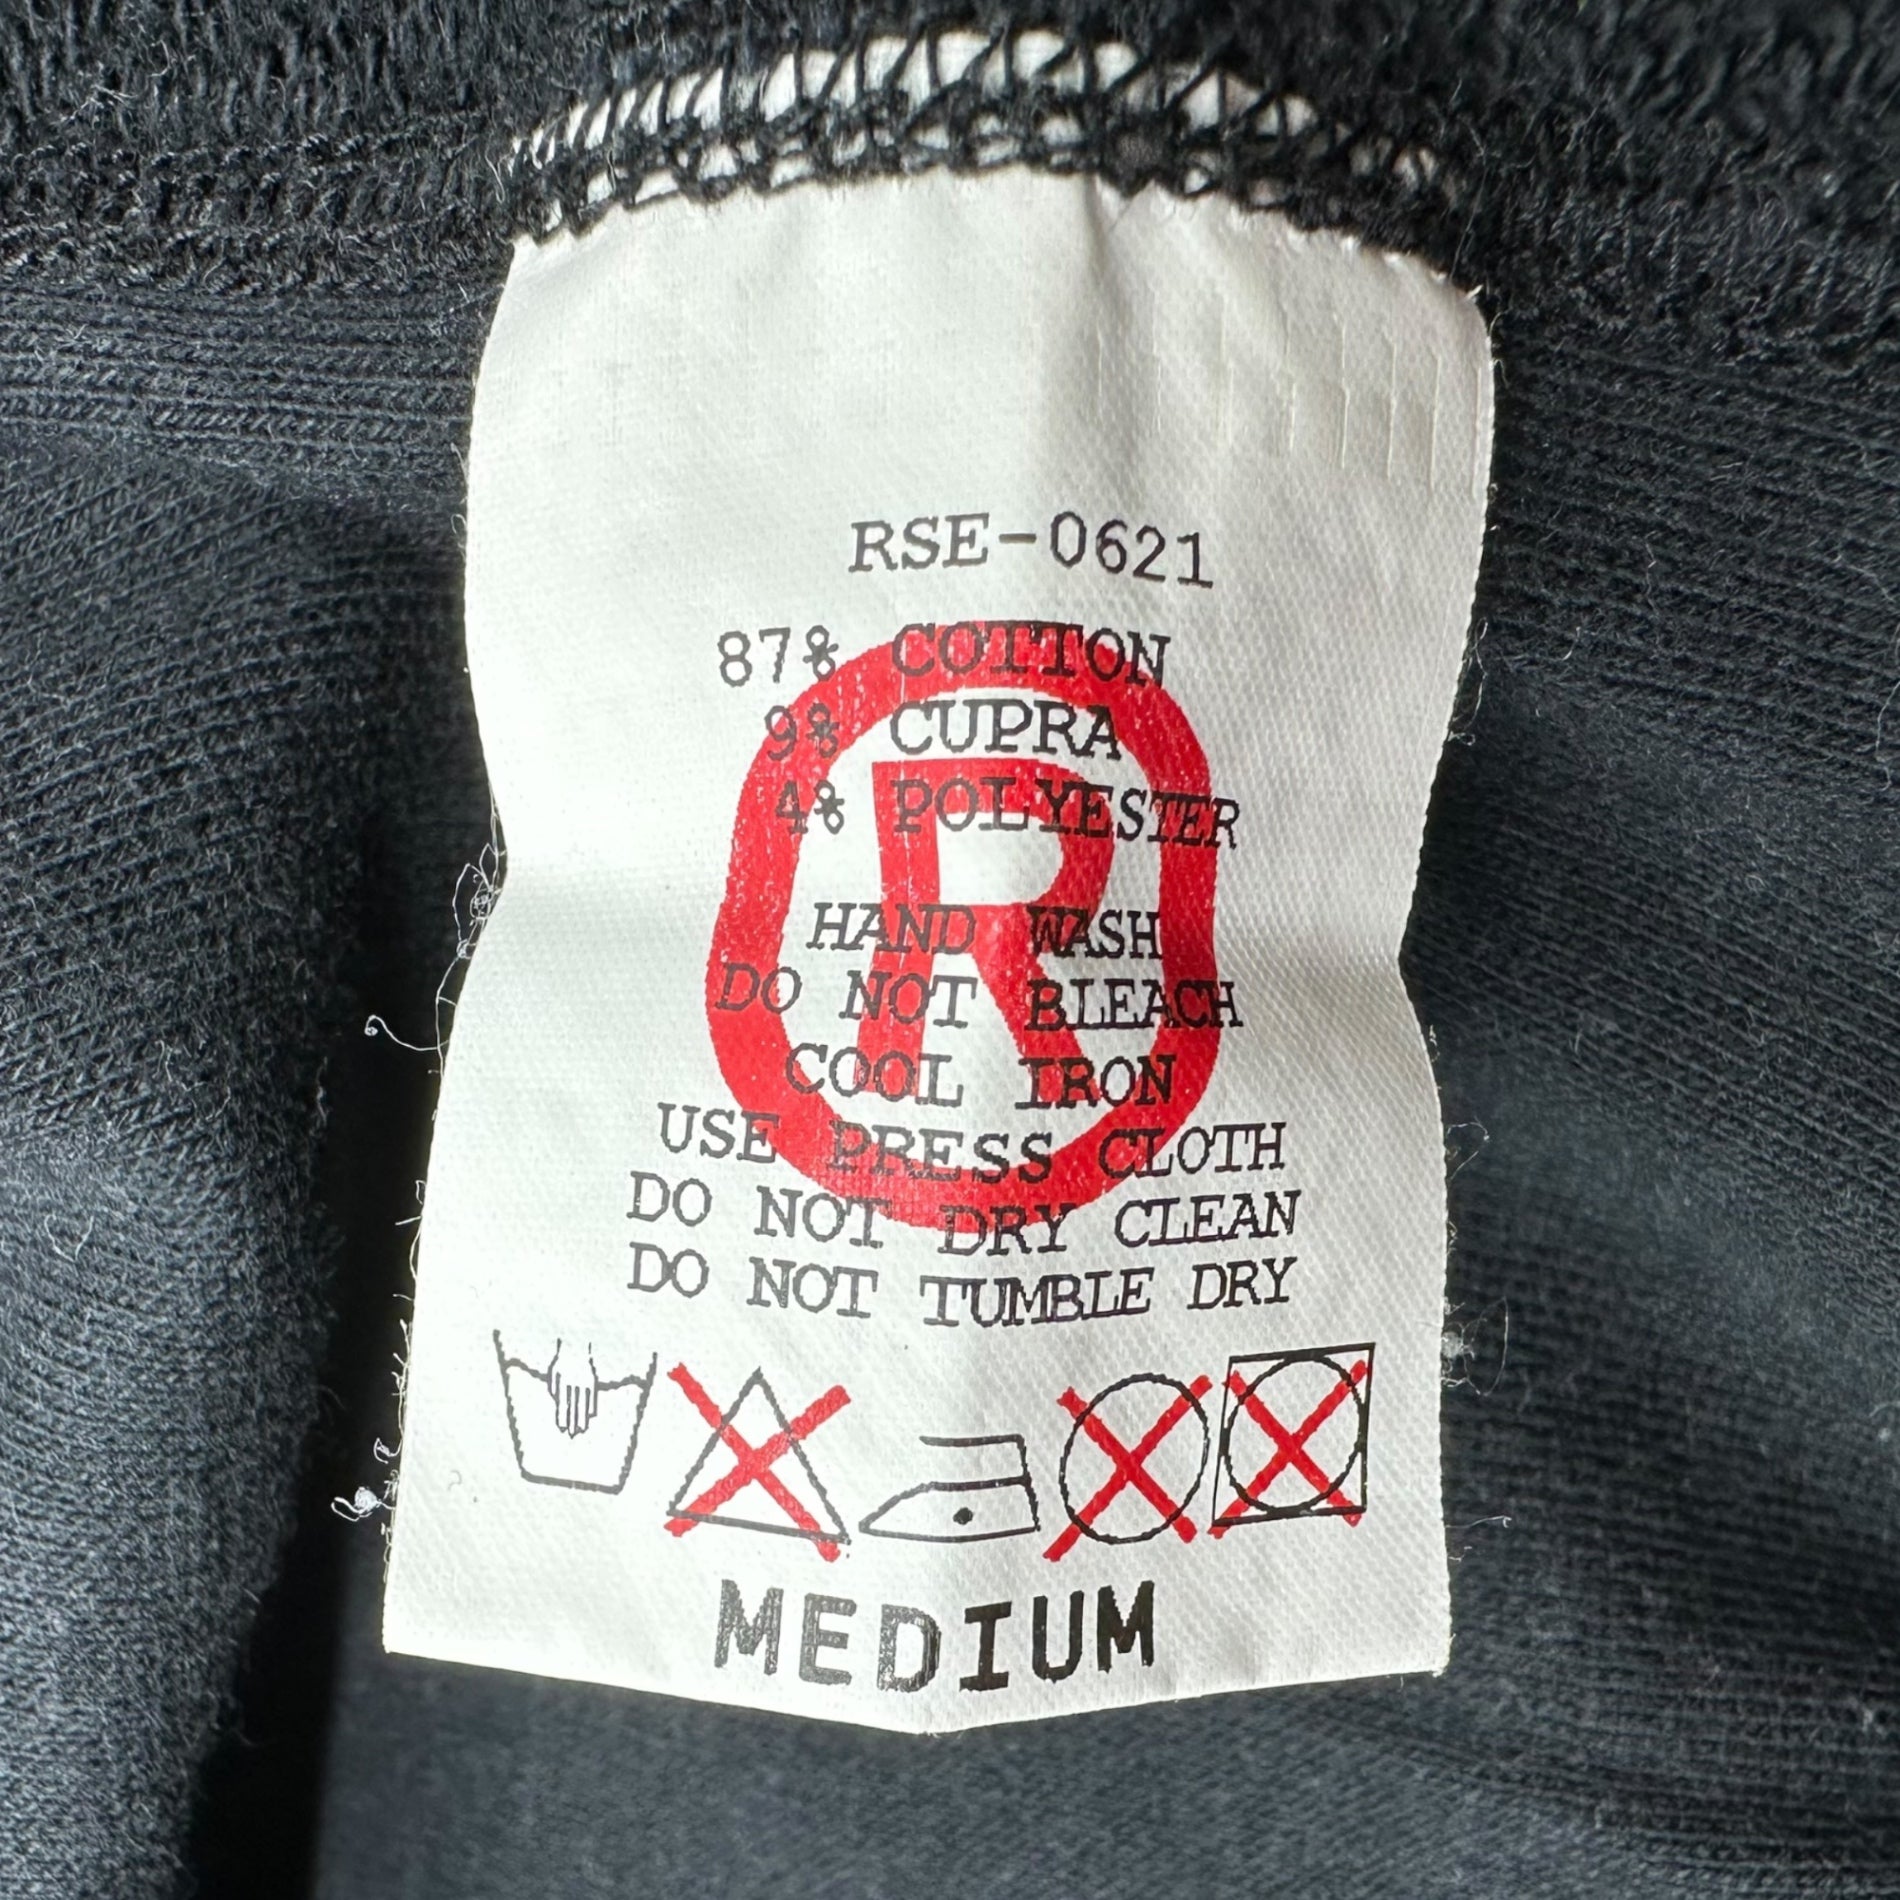 RSE-0621
87% COTTON
9% CUPRA
4% POLYESTER
HAND WASH
DO NOT BLEACH
COOL IRON
USE PRESS CLOTH
DO NOT DRY CLEAN
DO NOT TUMBLE DRY
MEDIUM
R